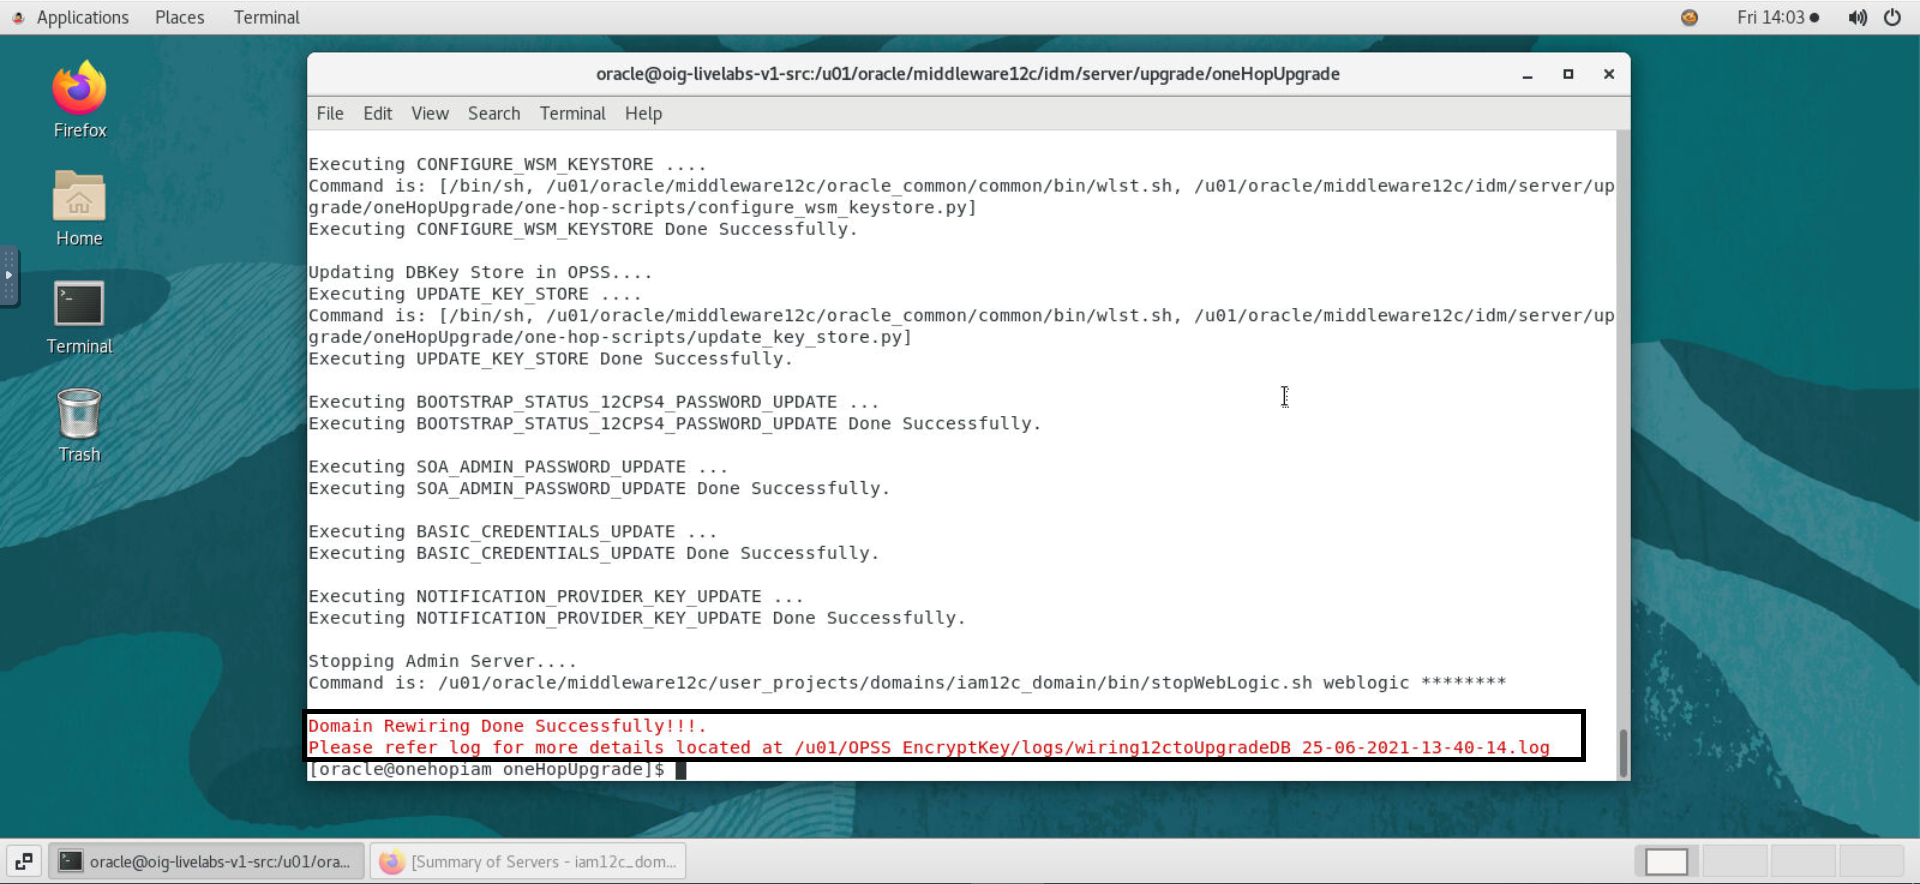 Applications Places Terminal Fri 14:03
oracle@oig-livelabs-v1-src:/u01/oracle/middleware12c/idm/server/upgrade/oneHopUpgrade
File Edit View Search Terminal Help
Firefox
Home
Terminal
Trash
Executing CONFIGURE_WSM_KEYSTORE ....
Command is: [/bin/sh, /u01/oracle/middleware12c/oracle_common/common/bin/wlst.sh, /u01/oracle/middleware12c/idm/server/up
grade/oneHopUpgrade/one-hop-scripts/configure_wsm_keystore.py]
Executing CONFIGURE_WSM_KEYSTORE Done Successfully.
Updating DBKey Store in OPSS....
Executing UPDATE_KEY_STORE ....
Command is: [/bin/sh, /u01/oracle/middleware12c/oracle_common/common/bin/wlst.sh, /u01/oracle/middleware12c/idm/server/up
grade/oneHopUpgrade/one-hop-scripts/update_key_store.py]
Executing UPDATE_KEY_STORE Done Successfully.
Executing BOOTSTRAP_STATUS_12CPS4_PASSWORD_UPDATE ...
Executing BOOTSTRAP_STATUS_12CPS4_PASSWORD_UPDATE Done Successfully.
Executing SOA_ADMIN_PASSWORD_UPDATE ...
Executing SOA_ADMIN_PASSWORD_UPDATE Done Successfully.
Executing BASIC_CREDENTIALS_UPDATE ...
Executing BASIC_CREDENTIALS_UPDATE Done Successfully.
Executing NOTIFICATION_PROVIDER_KEY_UPDATE ...
Executing NOTIFICATION_PROVIDER_KEY_UPDATE Done Successfully.
Stopping Admin Server....
Command is: /u01/oracle/middleware12c/user_projects/domains/iam12c_domain/bin/stopWebLogic.sh weblogic ********
Domain Rewiring Done Successfully!!!.
Please refer log for more details located at /u01/OPSS EncryptKey/logs/wiring12ctoUpgradeDB 25-06-2021-13-40-14.log
[oracle@onehopiam oneHopUpgrade]$
oracle@oig-livelabs-v1-src:/u01/ora... [Summary of Servers - iam12c_dom...